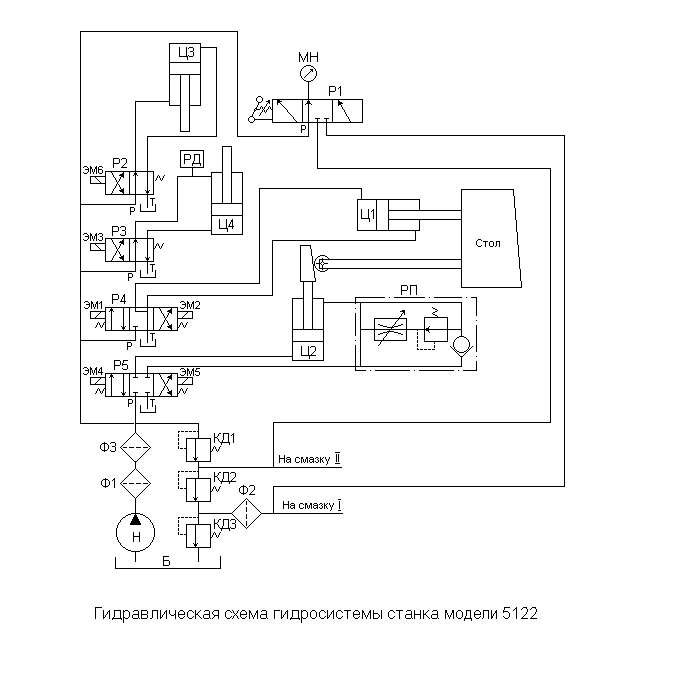 Ц3
МН
Р1
Р
ЭМ6
Р2
РД
Р
Т
Ц4
ЭМ3
Р3
Р
Т
Ц1
Стол
ЭМ1
Р4
ЭМ2
Р
Т
РП
Ц2
ЭМ4
Р5
ЭМ5
Р
Т
Ф3
КД1
На смазку II
Ф1
КД2
Ф2
На смазку I
Н
КД3
Б
Гидравлическая схема гидросистемы станка модели 5122